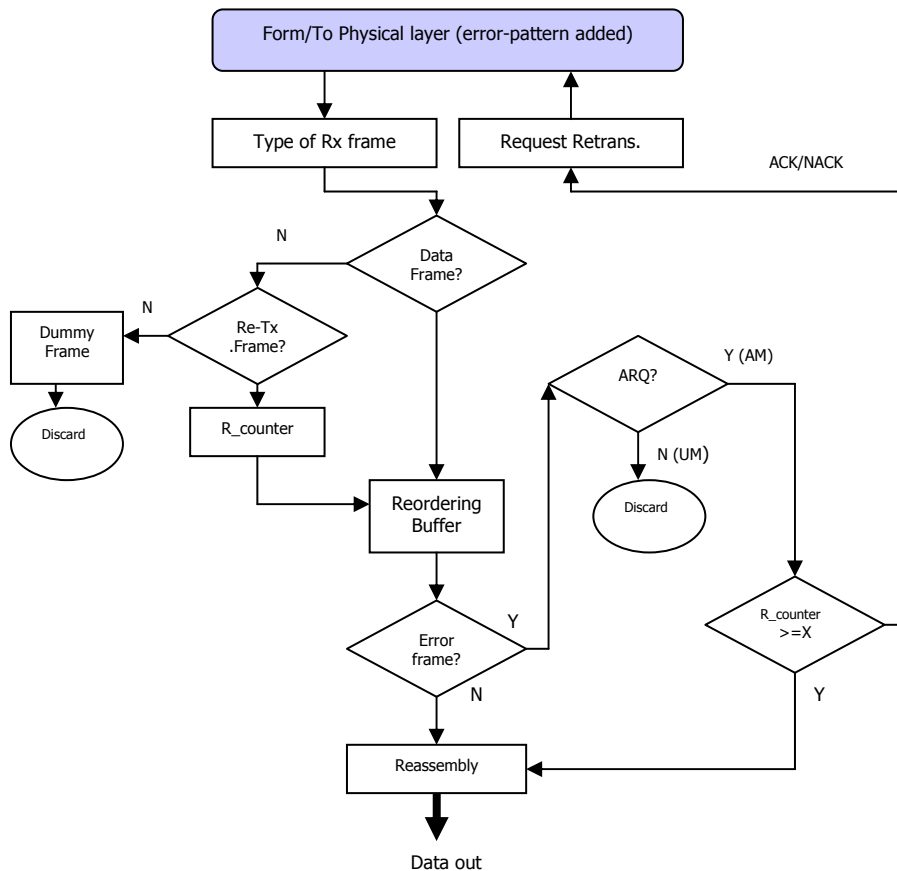 Form/To Physical layer (error-pattern added)
Type of Rx frame
Request Retrans.
ACK/NACK
N
Data
Frame?
N
Re-Tx
.Frame?
Dummy
Frame
Discard
R_counter
ARQ?
Y (AM)
N (UM)
Discard
Reordering
Buffer
R_counter
>=X
Y
Error
frame?
Y
N
Reassembly
Data out